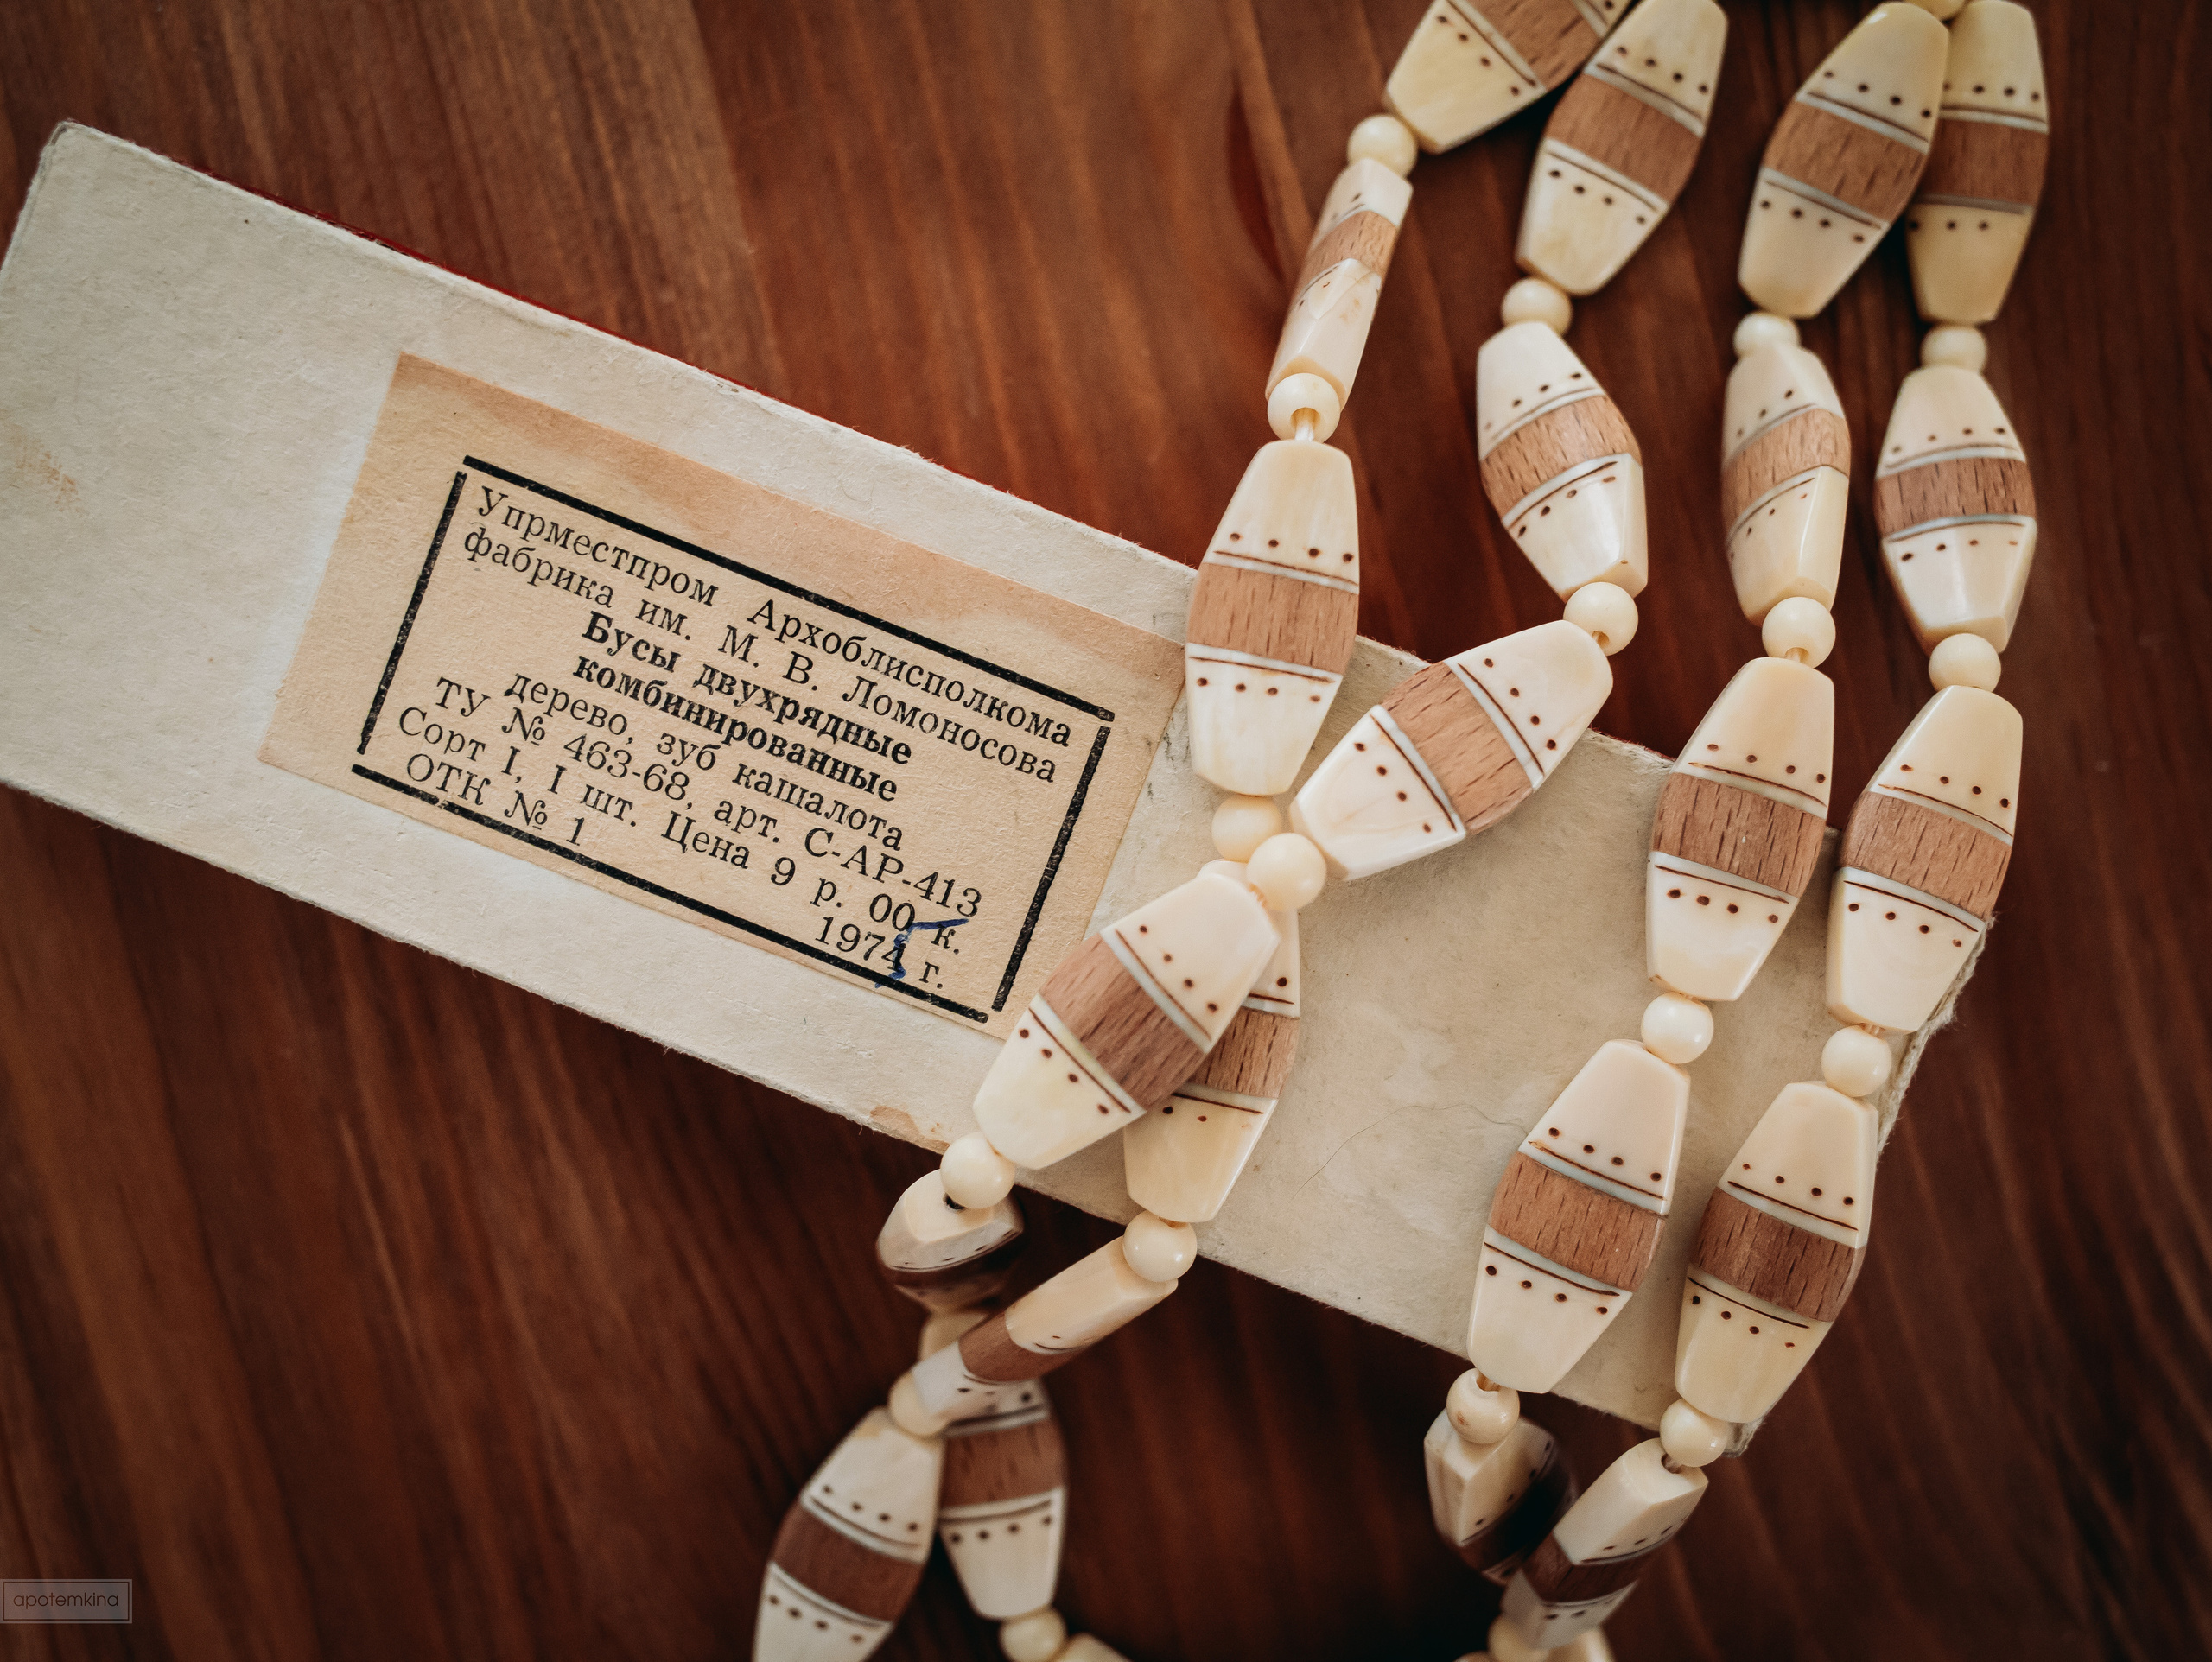 Упрместпром Архоблисполкома
фабрика им. М. В. Ломоносова
Бусы двухрядные
комбинированные
дерево, зуб кашалота
ТУ № 463-68, арт. С-АР-413
Сорт I, I шт. Цена 9 р. 00 к.
ОТК № 1 1975 г.
apotemkina